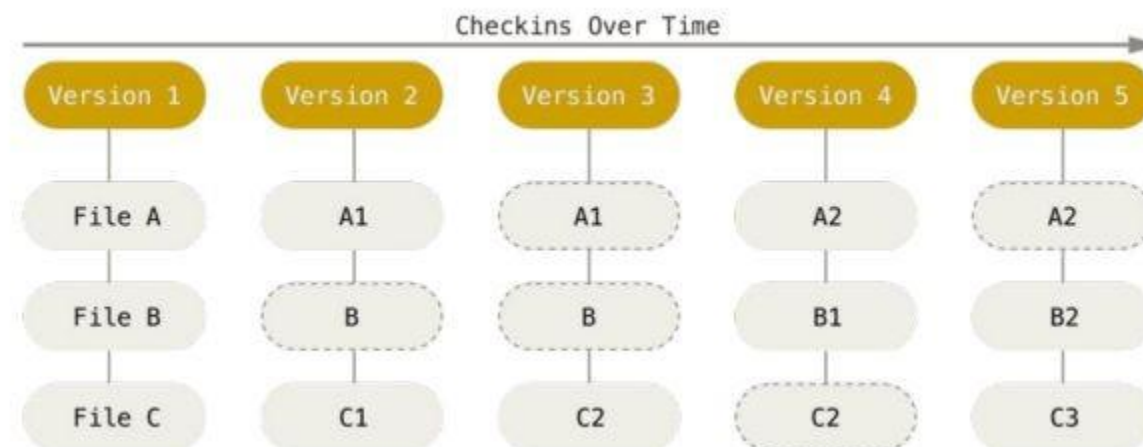 Checkins Over Time
Version 1 Version 2 Version 3 Version 4 Version 5
File A A1 A1 A2 A2
File B B B B1 B2
File C C1 C2 C2 C3